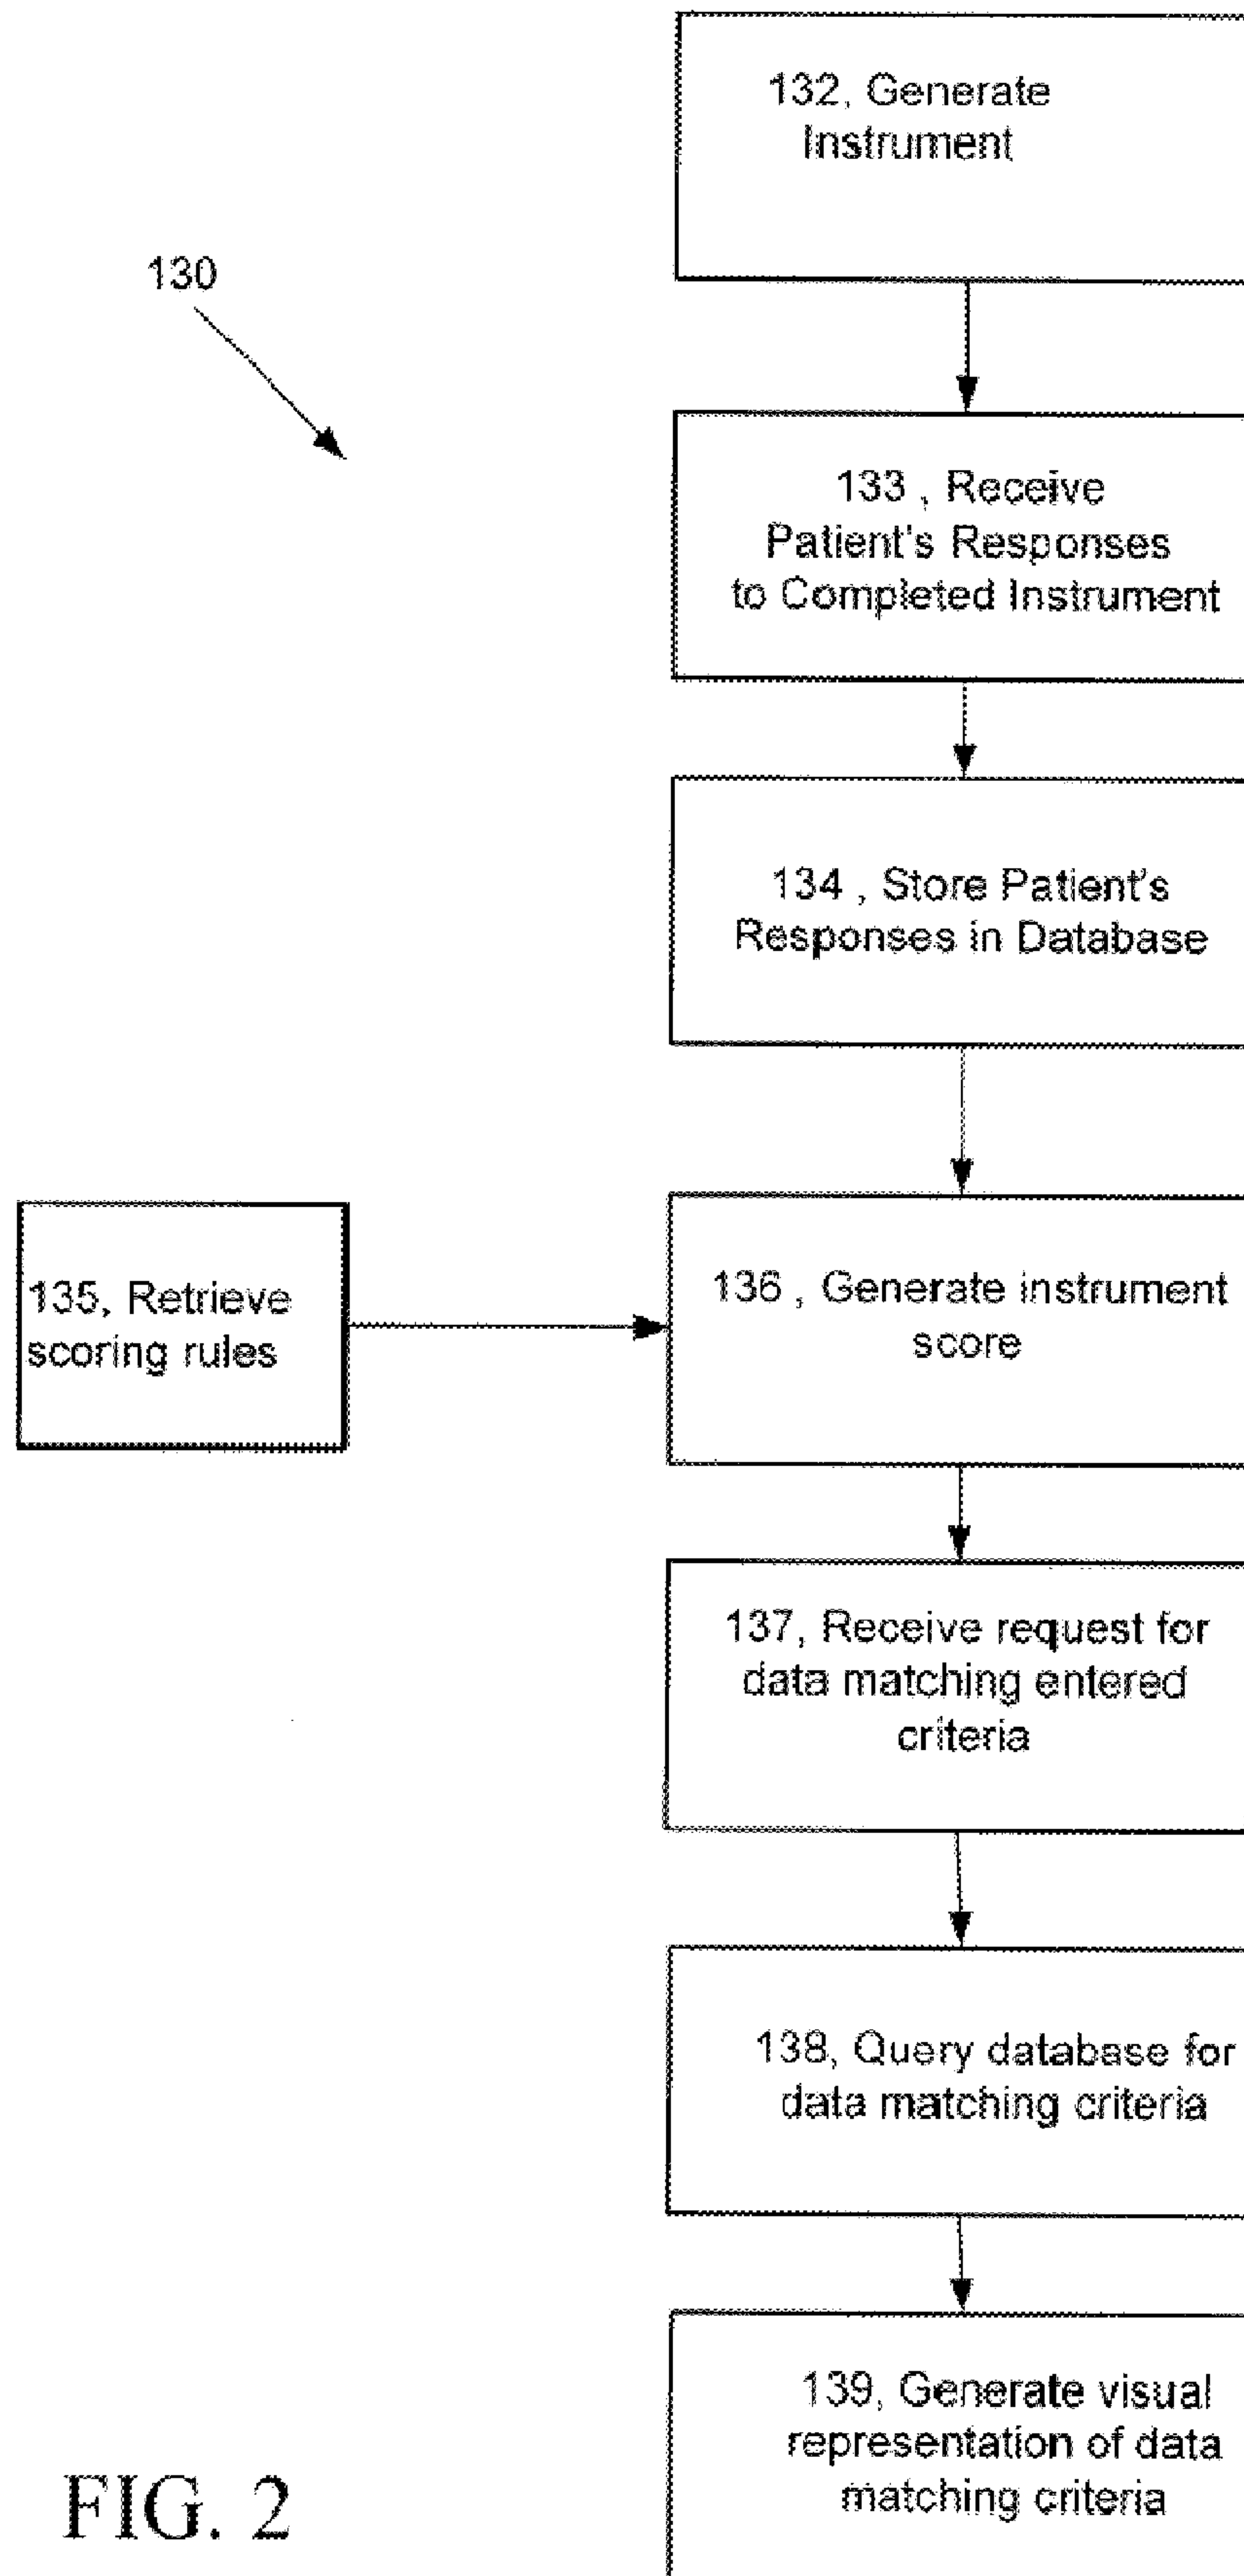 132, Generate
Instrument
130
133 , Receive
Patient's Responses
to Completed Instrument
134 , Store Patient's
Responses in Database
135, Retrieve
scoring rules
136 , Generate instrument
score
137, Receive request for
data matching entered
criteria
138, Query database for
data matching criteria
139, Generate visual
representation of data
matching criteria
FIG. 2